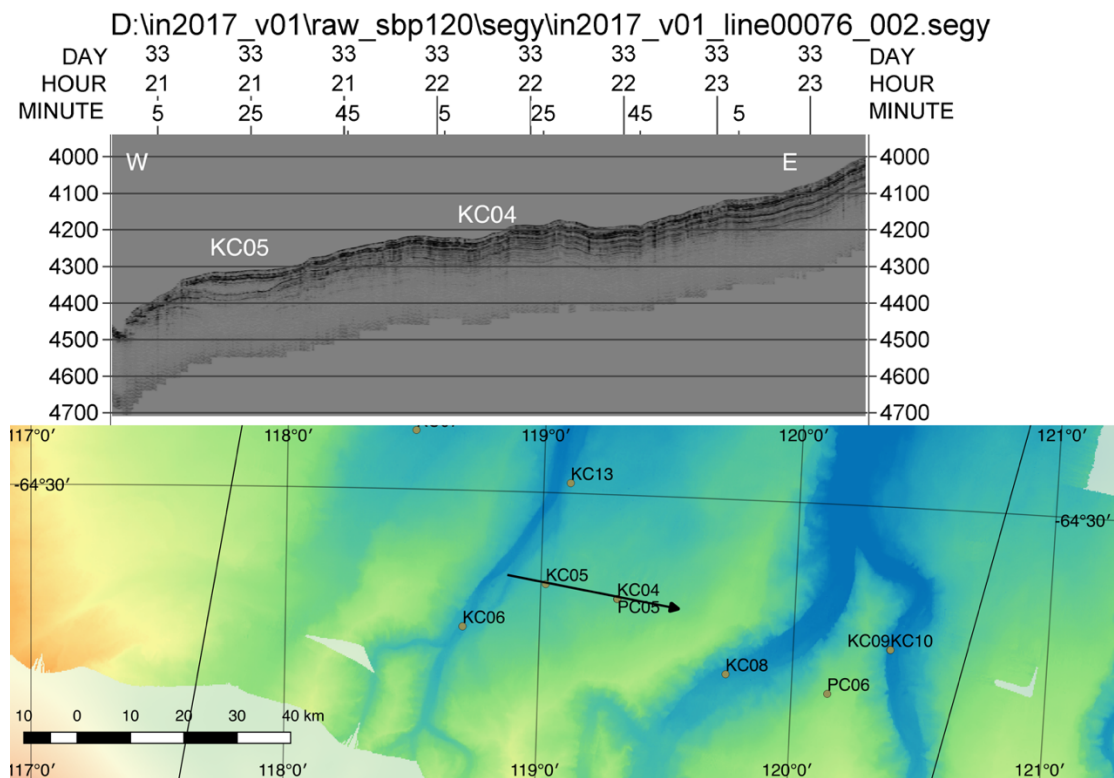 D:\in2017_v01\raw_sbp120\segy\in2017_v01_line00076_002.segy
DAY 33 33 33 33 33 33 33 33 DAY
HOUR 21 21 21 22 22 22 23 23 HOUR
MINUTE 5 25 45 5 25 45 5 MINUTE
4000 W E 4000
4100 4100
4200 KC04 4200
4300 KC05 4300
4400 4400
4500 4500
4600 4600
4700 4700
117°0′ 118°0′ 119°0′ 120°0′ 121°0′
-64°30′ KC13 -64°30′
KC05
KC04
PC05
KC06
KC09KC10
KC08
PC06
10 0 10 20 30 40 km
117°0′ 118°0′ 119°0′ 120°0′ 121°0′